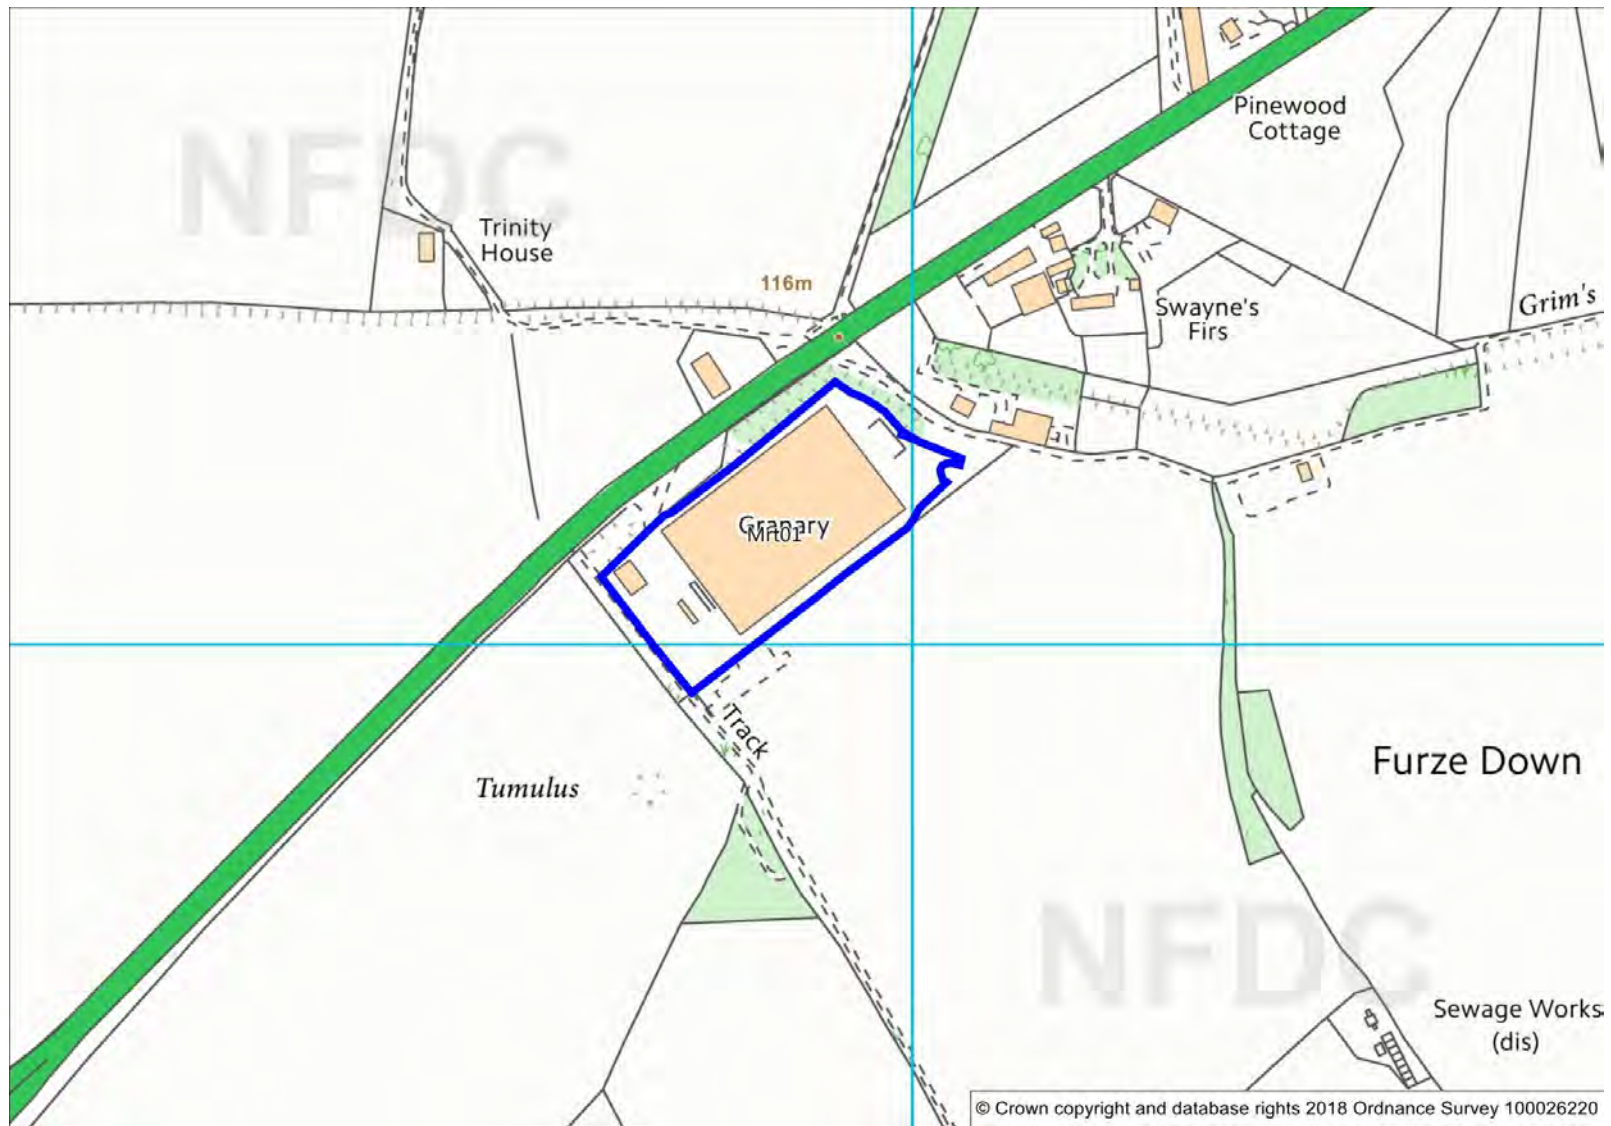 Pinewood
Cottage
NFDC
Trinity
House
116m
Swayne's
Firs
Grim's
Granary
Mrt01
Track
Furze Down
Tumulus
NFDC
Sewage Works
(dis)
© Crown copyright and database rights 2018 Ordnance Survey 100026220